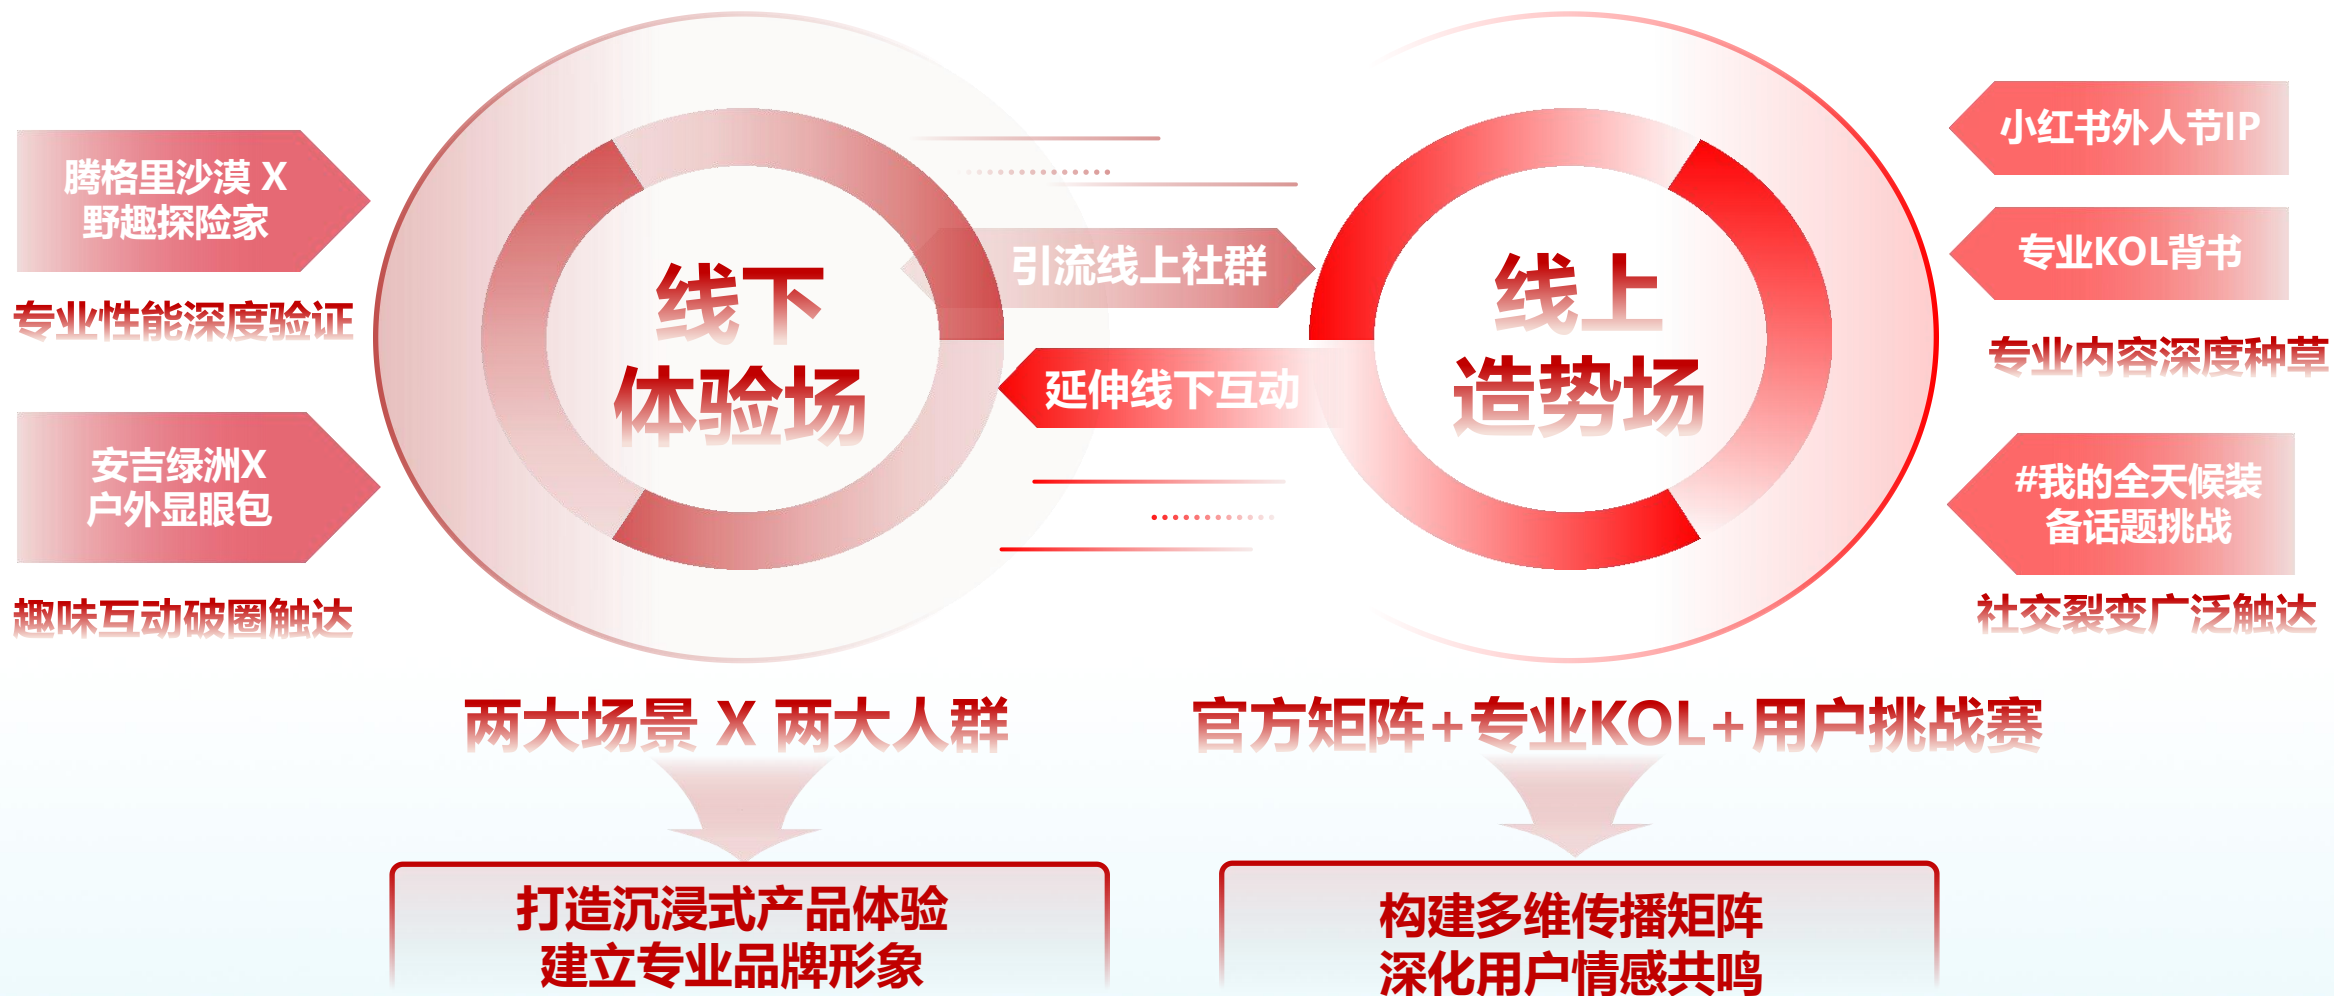 腾格里沙漠 X
野趣探险家
专业性能深度验证
安吉绿洲X
户外显眼包
趣味互动破圈触达
线下
体验场
引流线上社群
延伸线下互动
线上
造势场
小红书外人节IP
专业KOL背书
专业内容深度种草
#我的全天候装
备话题挑战
社交裂变广泛触达
两大场景 X 两大人群
官方矩阵+专业KOL+用户挑战赛
打造沉浸式产品体验
建立专业品牌形象
构建多维传播矩阵
深化用户情感共鸣